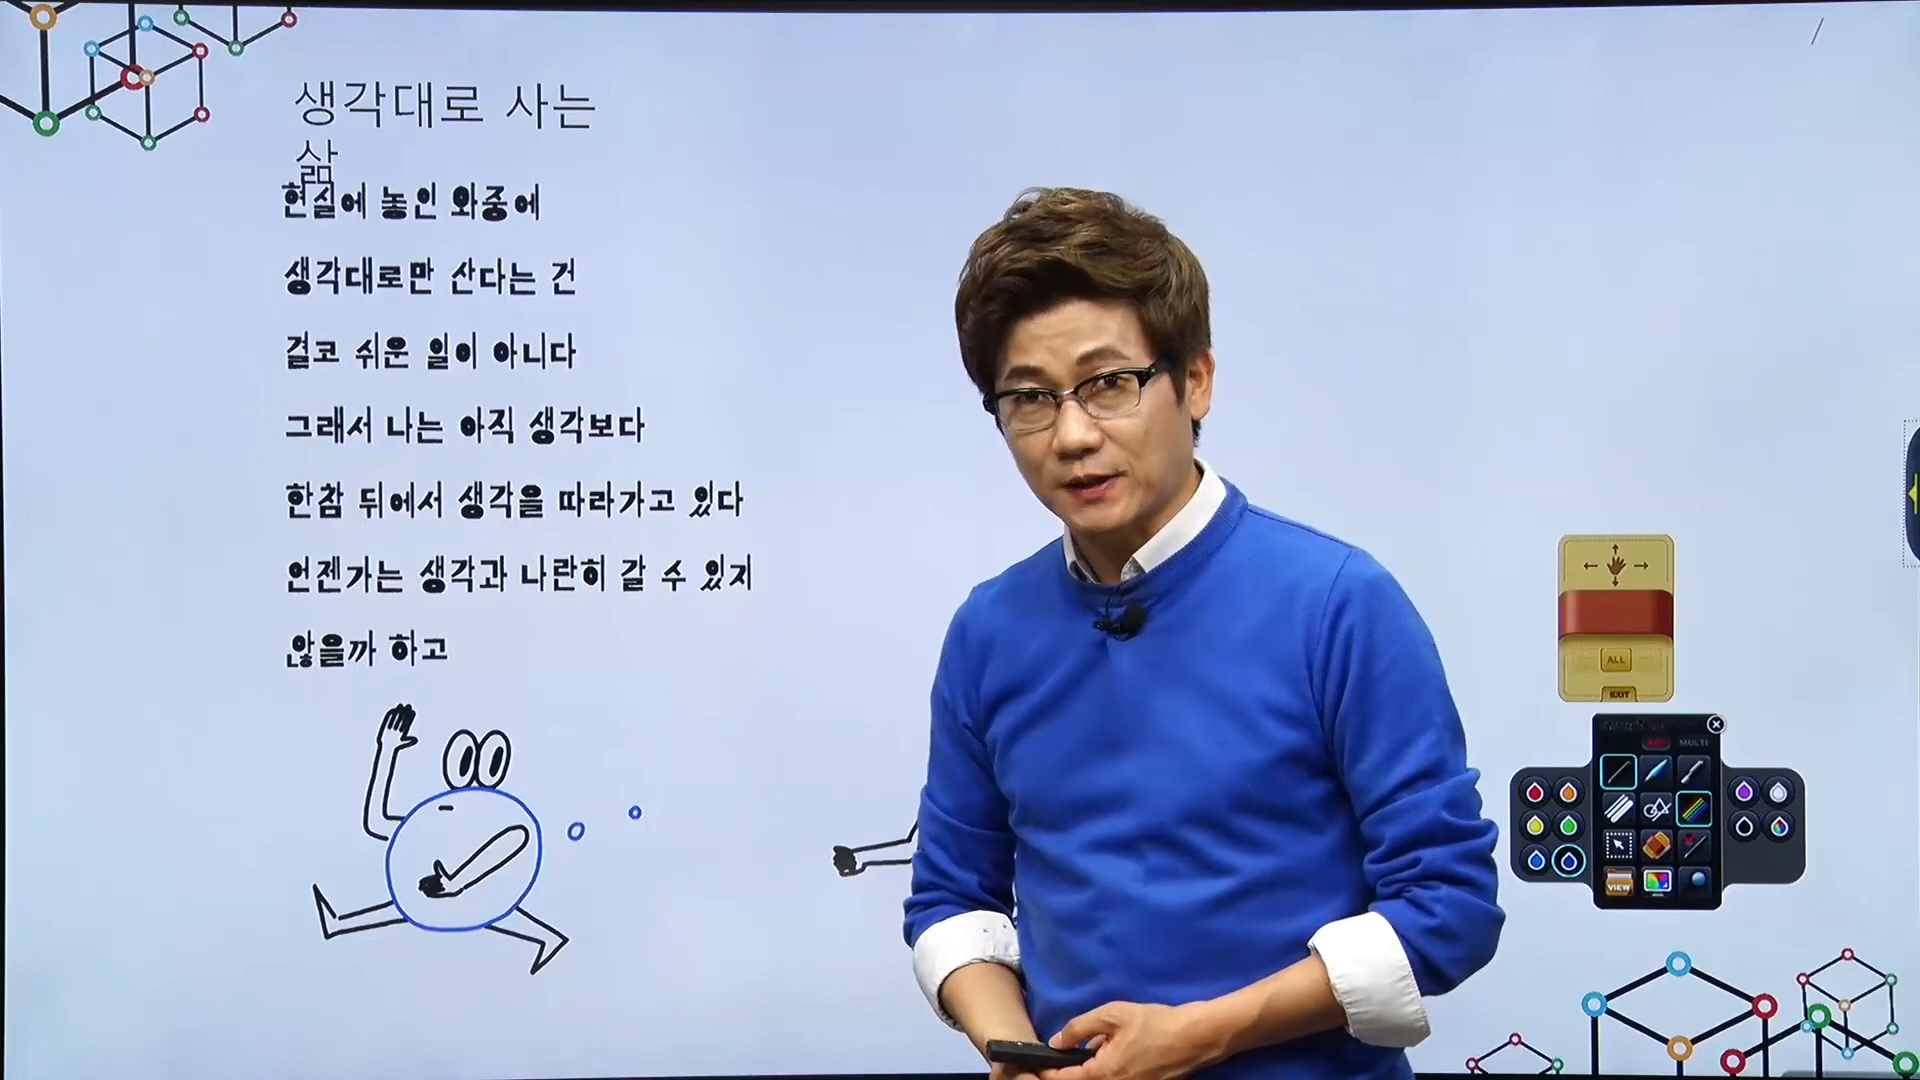 생각대로 사는
삶
현실에 놓인 와중에
생각대로만 산다는 건
결코 쉬운 일이 아니다
그래서 나는 아직 생각보다
한참 뒤에서 생각을 따라가고 있다
언젠가는 생각과 나란히 갈 수 있지
않을까 하고
ALL
EXIT
MULTI
VIEW